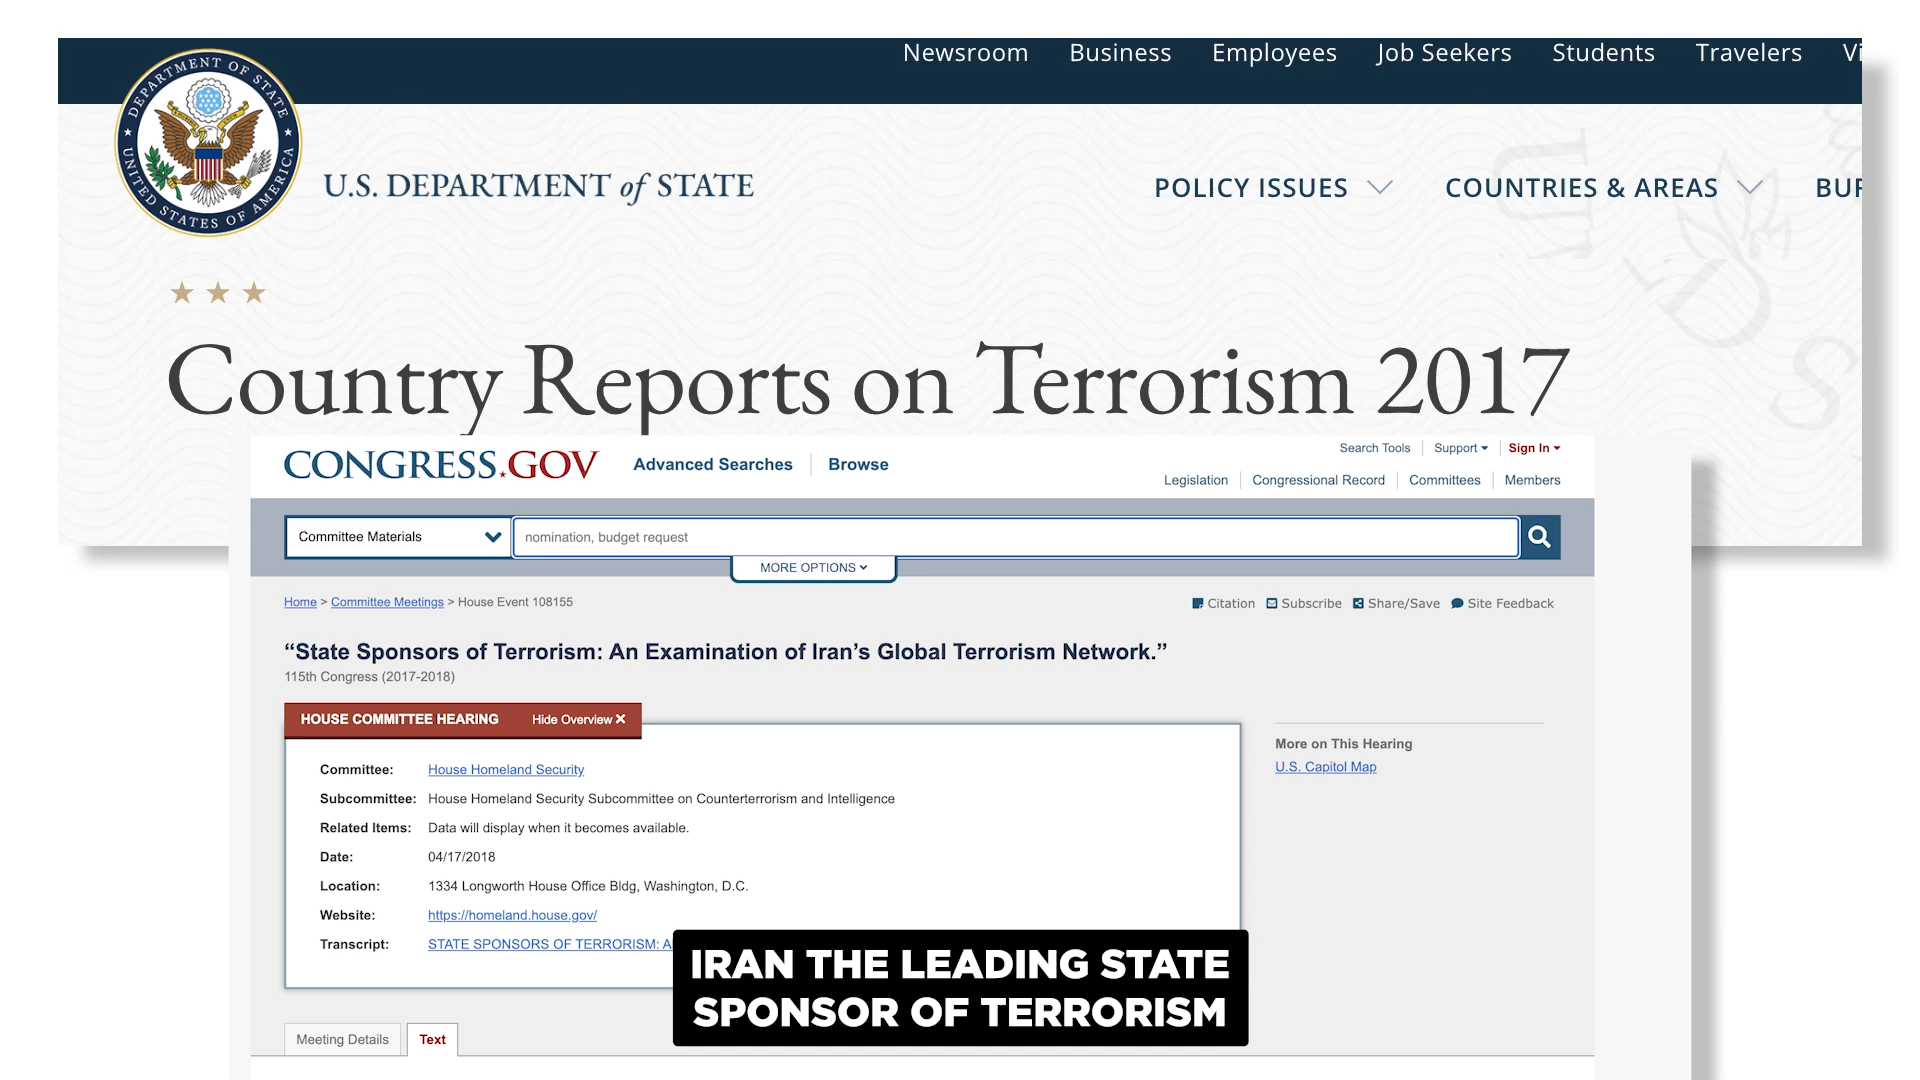 Newsroom Business Employees Job Seekers Students Travelers Vi
DEPARTMENT OF STATE
UNITED STATES OF AMERICA
U.S. DEPARTMENT of STATE
POLICY ISSUES COUNTRIES & AREAS BUR
Country Reports on Terrorism 2017
CONGRESS.GOV Advanced Searches Browse
Search Tools Support Sign In
Legislation Congressional Record Committees Members
Committee Materials nomination, budget request
MORE OPTIONS
Home > Committee Meetings > House Event 108155
Citation Subscribe Share/Save Site Feedback
“State Sponsors of Terrorism: An Examination of Iran’s Global Terrorism Network.”
115th Congress (2017-2018)
HOUSE COMMITTEE HEARING Hide Overview
Committee: House Homeland Security
Subcommittee: House Homeland Security Subcommittee on Counterterrorism and Intelligence
Related Items: Data will display when it becomes available.
Date: 04/17/2018
Location: 1334 Longworth House Office Bldg, Washington, D.C.
Website: https://homeland.house.gov/
Transcript: STATE SPONSORS OF TERRORISM: A
More on This Hearing
U.S. Capitol Map
IRAN THE LEADING STATE
SPONSOR OF TERRORISM
Meeting Details Text